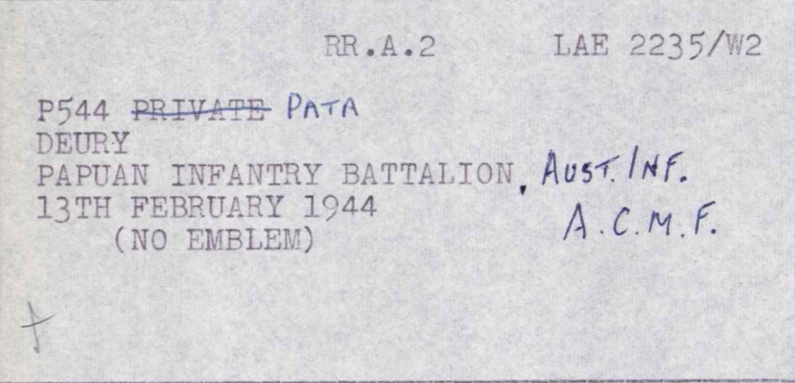 RR.A.2 LAE 2235/W2
P544 PRIVATE PATA
DEURY
PAPUAN INFANTRY BATTALION, AUST. INF.
13TH FEBRUARY 1944 A.C.M.F.
(NO EMBLEM)